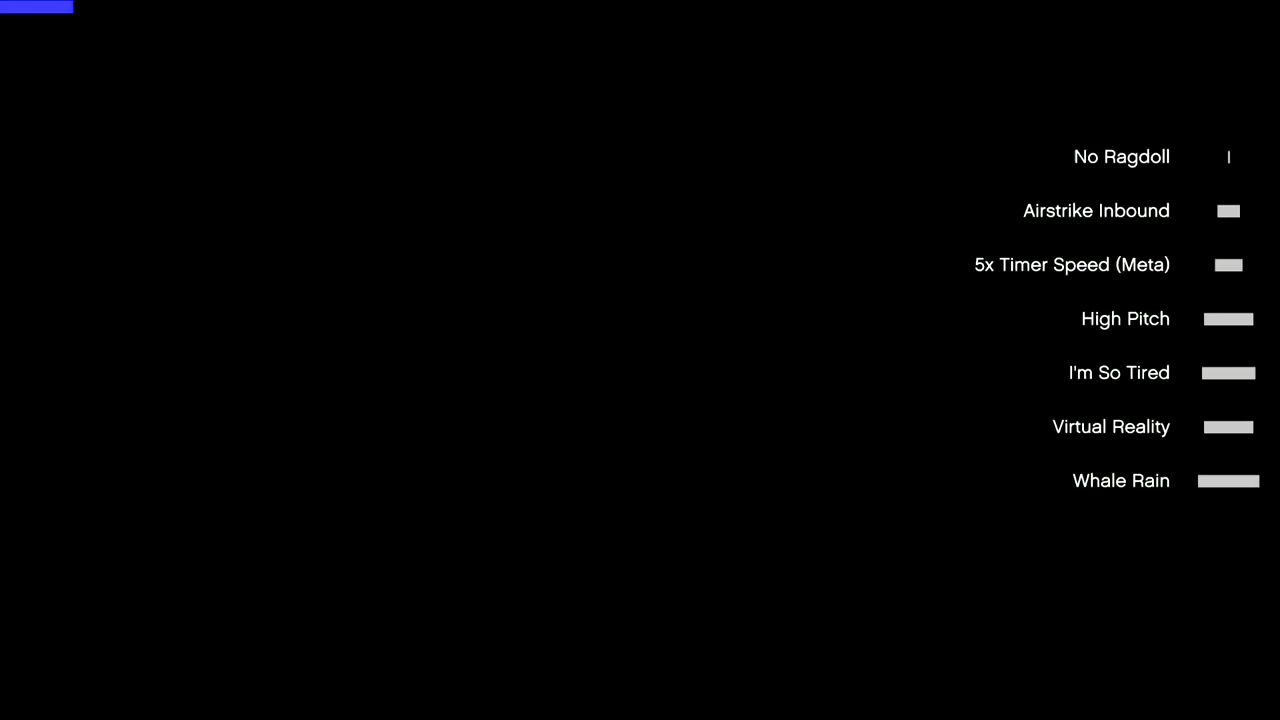 No Ragdoll
Airstrike Inbound
5x Timer Speed (Meta)
High Pitch
I'm So Tired
Virtual Reality
Whale Rain